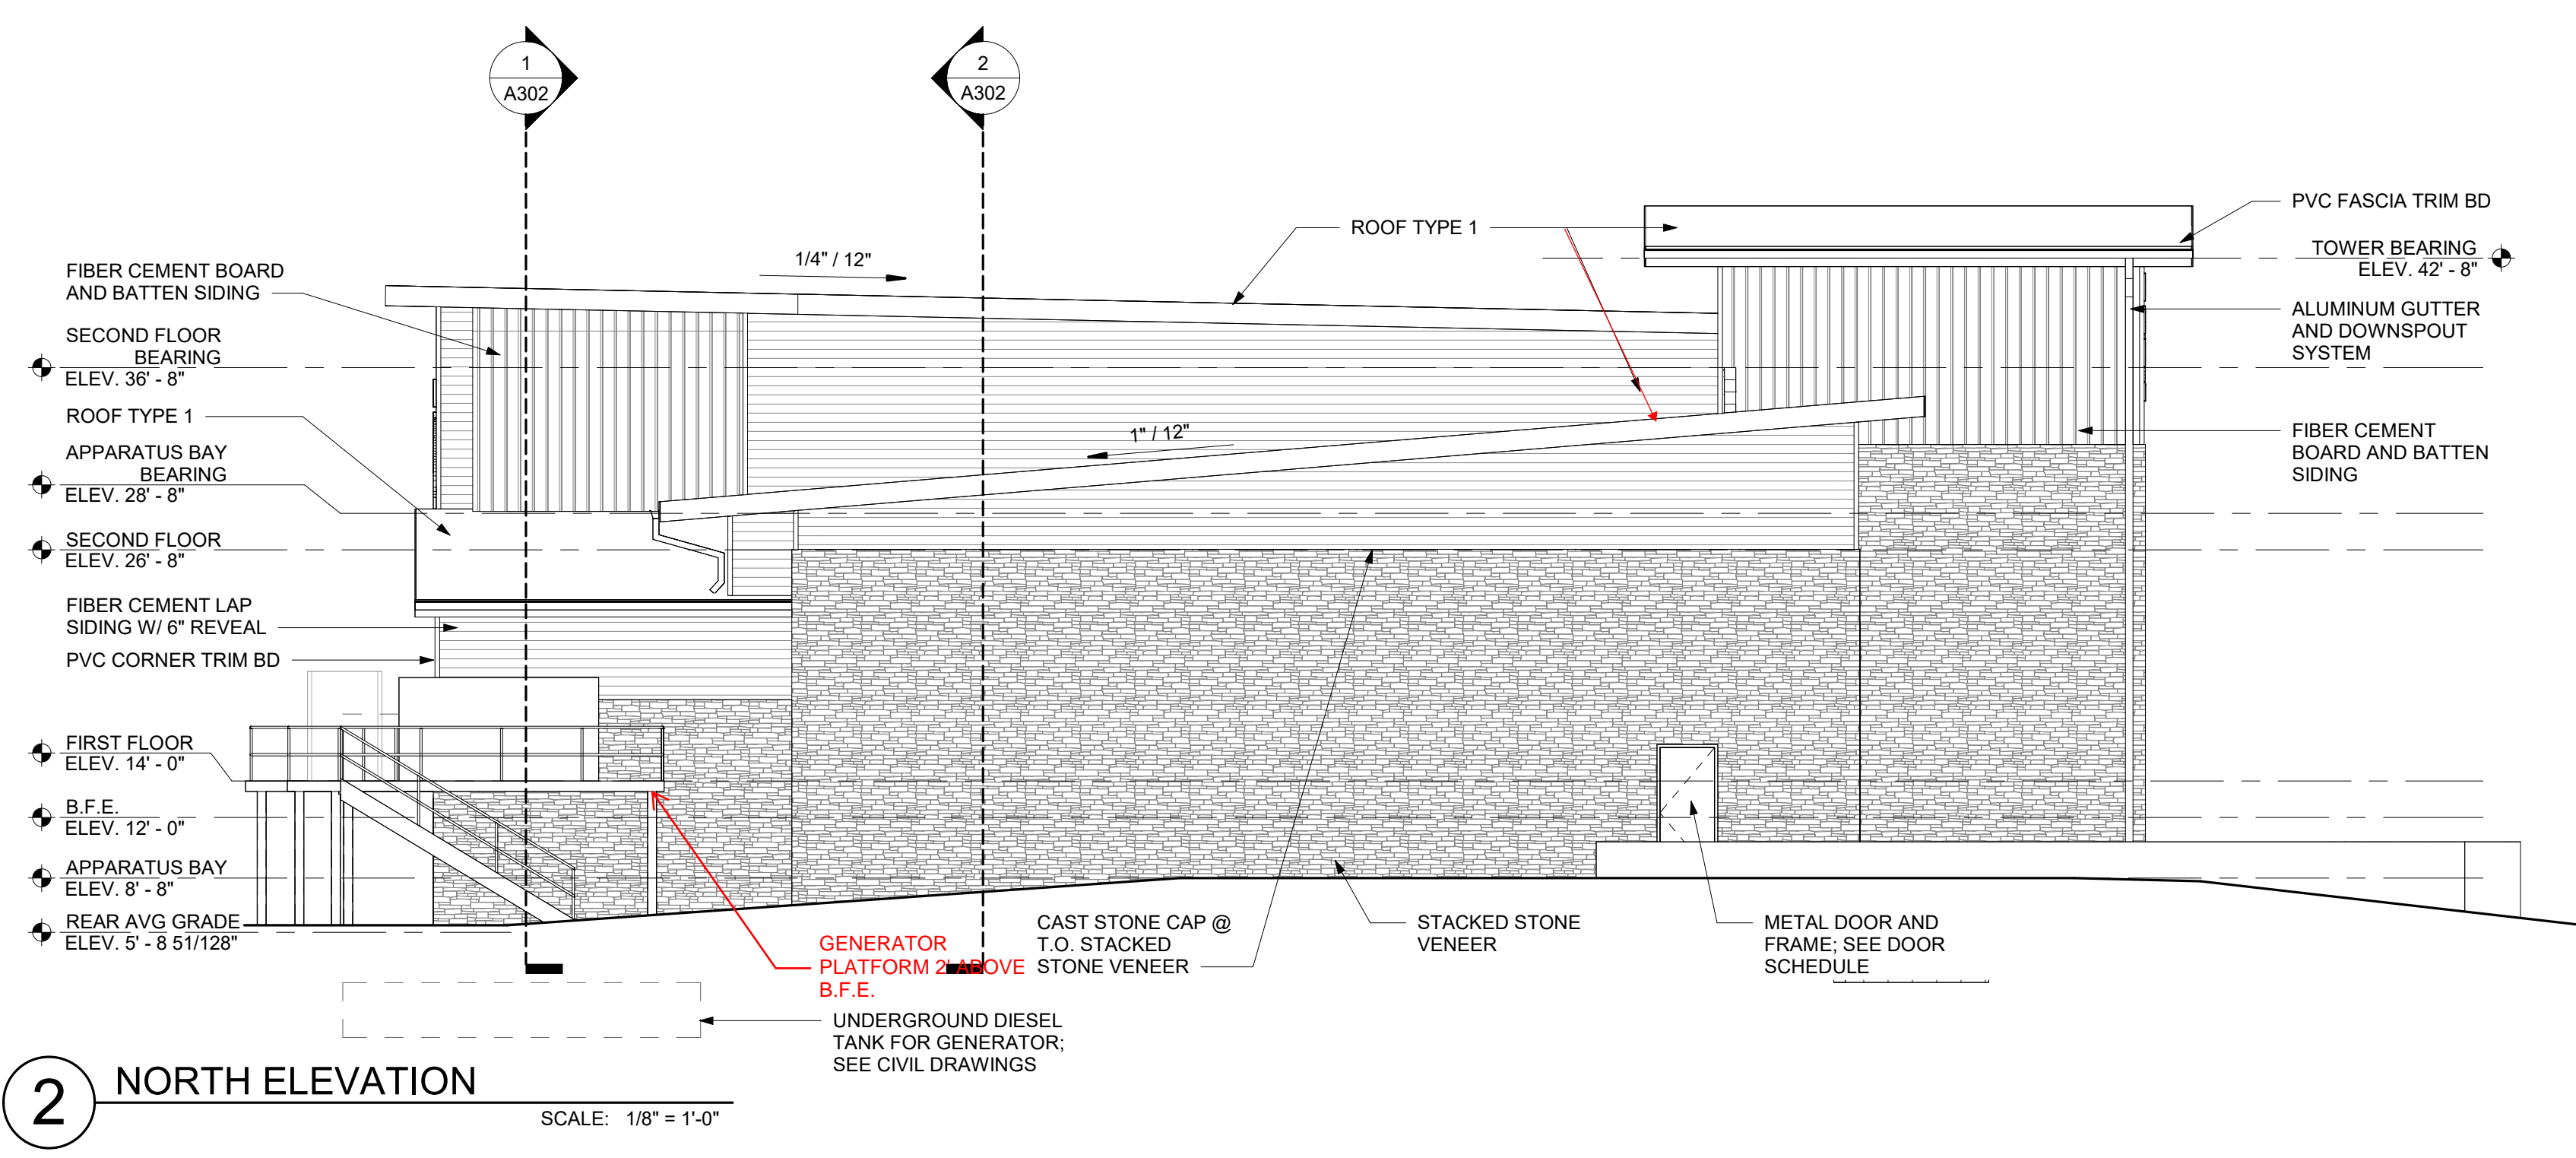 1
A302
2
A302
ROOF TYPE 1
PVC FASCIA TRIM BD
TOWER BEARING
ELEV. 42' - 8"
1/4" / 12"
FIBER CEMENT BOARD
AND BATTEN SIDING
ALUMINUM GUTTER
AND DOWNSPOUT
SYSTEM
SECOND FLOOR
BEARING
ELEV. 36' - 8"
ROOF TYPE 1
1" / 12"
FIBER CEMENT
BOARD AND BATTEN
SIDING
APPARATUS BAY
BEARING
ELEV. 28' - 8"
SECOND FLOOR
ELEV. 26' - 8"
FIBER CEMENT LAP
SIDING W/ 6" REVEAL
PVC CORNER TRIM BD
FIRST FLOOR
ELEV. 14' - 0"
B.F.E.
ELEV. 12' - 0"
APPARATUS BAY
ELEV. 8' - 8"
REAR AVG GRADE
ELEV. 5' - 8 51/128"
GENERATOR
PLATFORM 2' ABOVE
B.F.E.
CAST STONE CAP @
T.O. STACKED
STONE VENEER
STACKED STONE
VENEER
METAL DOOR AND
FRAME; SEE DOOR
SCHEDULE
UNDERGROUND DIESEL
TANK FOR GENERATOR;
SEE CIVIL DRAWINGS
2
NORTH ELEVATION
SCALE: 1/8" = 1'-0"